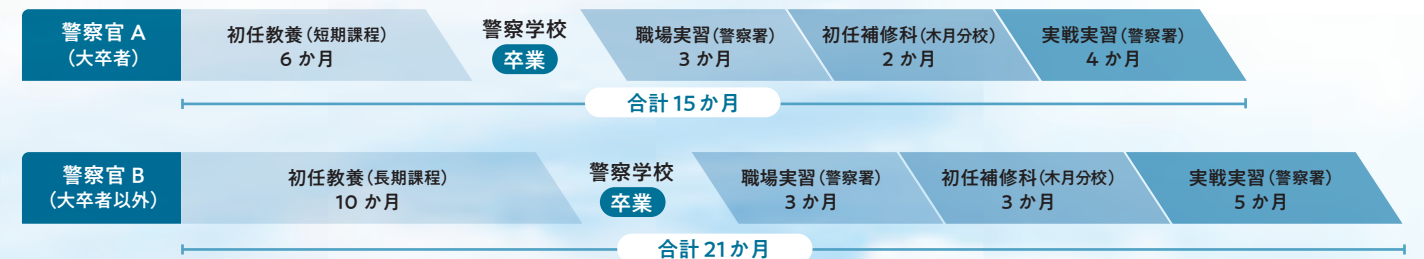 警察官 A
(大卒者)
初任教養(短期課程)
6 か月
警察学校
卒業
職場実習(警察署)
3 か月
初任補修科(木月分校)
2 か月
実戦実習(警察署)
4 か月
合計 15 か月
警察官 B
(大卒者以外)
初任教養(長期課程)
10 か月
警察学校
卒業
職場実習(警察署)
3 か月
初任補修科(木月分校)
3 か月
実戦実習(警察署)
5 か月
合計 21 か月